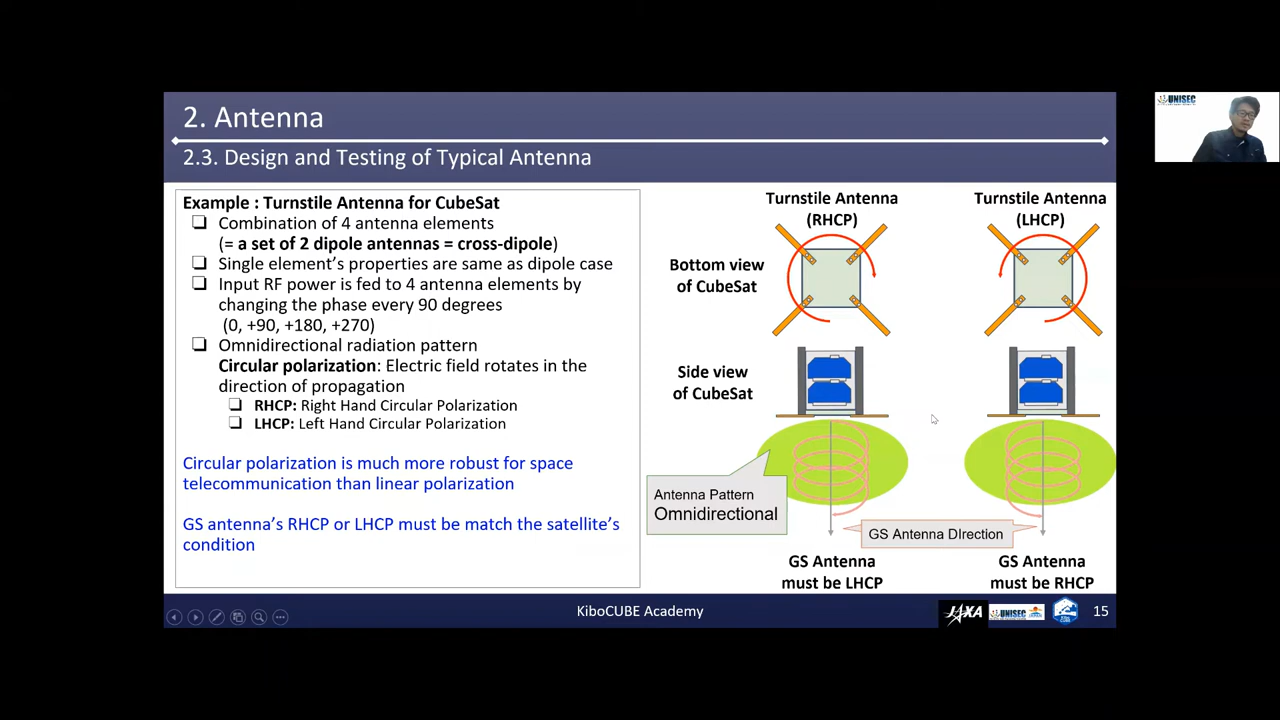 2. Antenna
2.3. Design and Testing of Typical Antenna
Example : Turnstile Antenna for CubeSat
❑ Combination of 4 antenna elements
(= a set of 2 dipole antennas = cross-dipole)
❑ Single element's properties are same as dipole case
❑ Input RF power is fed to 4 antenna elements by
changing the phase every 90 degrees
(0, +90, +180, +270)
❑ Omnidirectional radiation pattern
Circular polarization: Electric field rotates in the
direction of propagation
❑ RHCP: Right Hand Circular Polarization
❑ LHCP: Left Hand Circular Polarization
Circular polarization is much more robust for space
telecommunication than linear polarization
GS antenna's RHCP or LHCP must be match the satellite's
condition
Turnstile Antenna
(RHCP)
Turnstile Antenna
(LHCP)
Bottom view
of CubeSat
Side view
of CubeSat
Antenna Pattern
Omnidirectional
GS Antenna DIrection
GS Antenna
must be LHCP
GS Antenna
must be RHCP
KiboCUBE Academy
JAXA
UNISEC
15
UNISEC